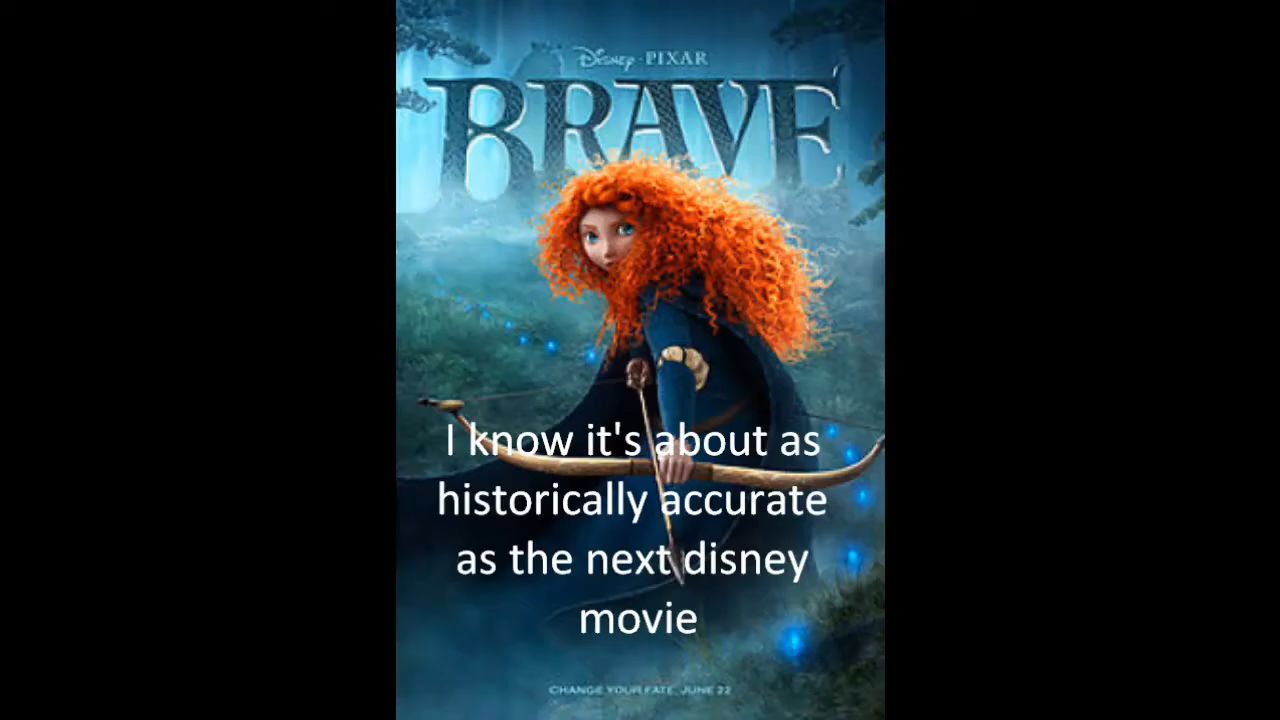 Disney · PIXAR
BRAVE
I know it's about as
historically accurate
as the next disney
movie
CHANGE YOUR FATE, JUNE 22